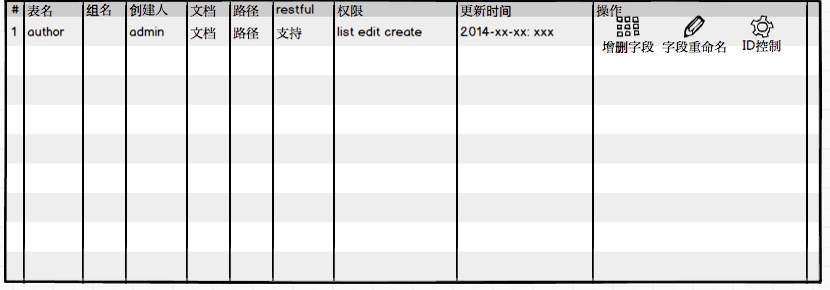 # 表名 组名 创建人 文档 路径 restful 权限 更新时间 操作
1 author admin 文档 路径 支持 list edit create 2014-xx-xx: xxx
增删字段 字段重命名 ID控制